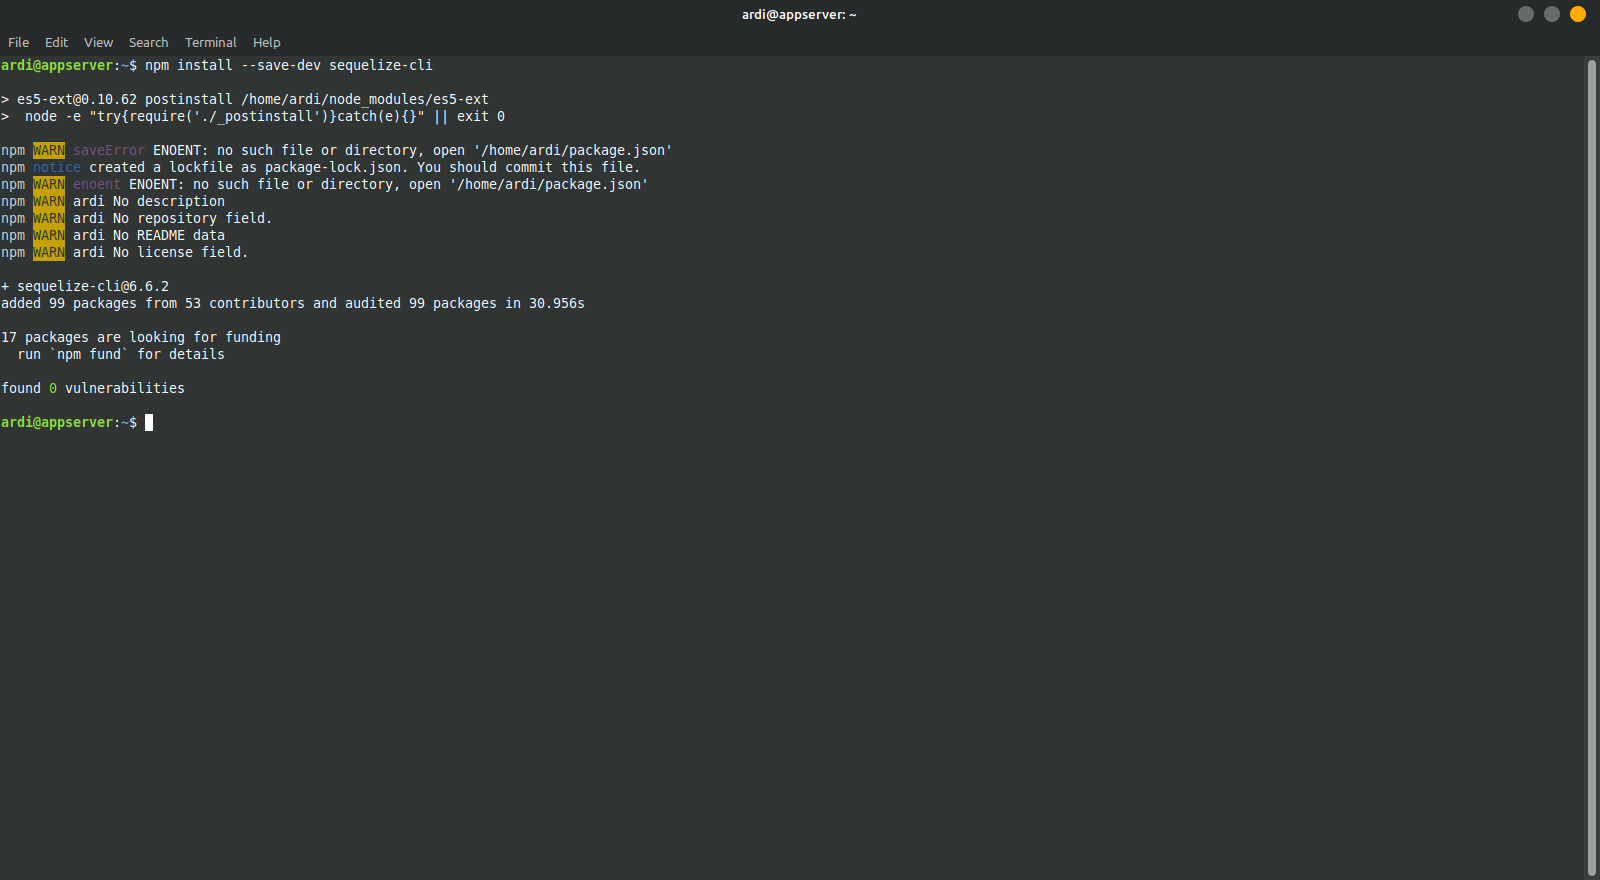 ardi@appserver: ~
File Edit View Search Terminal Help
ardi@appserver:~$ npm install --save-dev sequelize-cli
> es5-ext@0.10.62 postinstall /home/ardi/node_modules/es5-ext
>  node -e "try{require('./_postinstall')}catch(e){}" || exit 0
npm WARN saveError ENOENT: no such file or directory, open '/home/ardi/package.json'
npm notice created a lockfile as package-lock.json. You should commit this file.
npm WARN enoent ENOENT: no such file or directory, open '/home/ardi/package.json'
npm WARN ardi No description
npm WARN ardi No repository field.
npm WARN ardi No README data
npm WARN ardi No license field.
+ sequelize-cli@6.6.2
added 99 packages from 53 contributors and audited 99 packages in 30.956s
17 packages are looking for funding
  run `npm fund` for details
found 0 vulnerabilities
ardi@appserver:~$